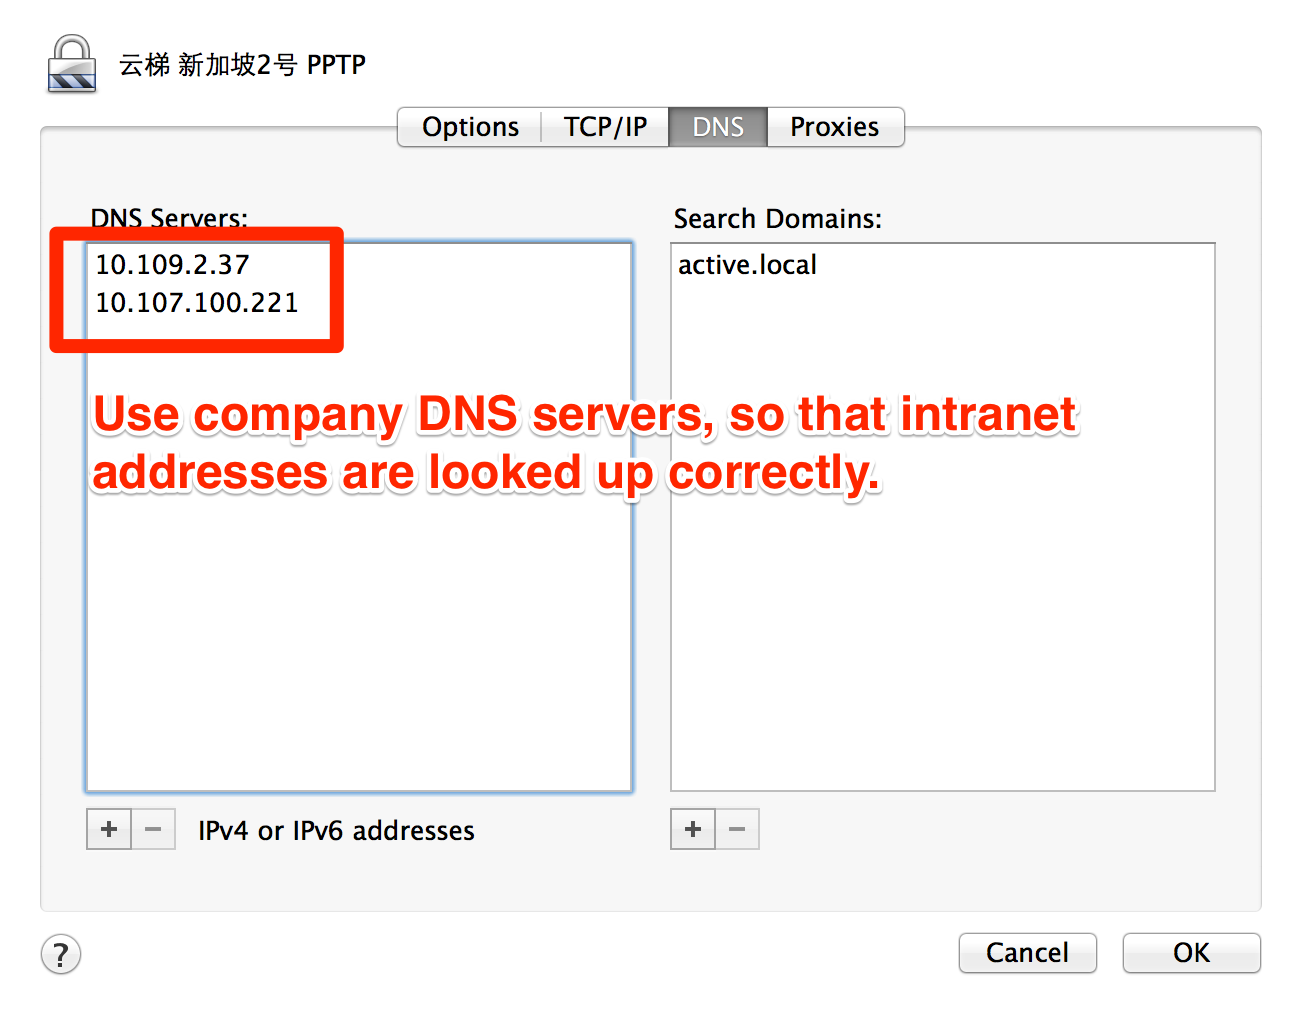 云梯 新加坡2号 PPTP
Options TCP/IP DNS Proxies
DNS Servers:
10.109.2.37
10.107.100.221
Search Domains:
active.local
Use company DNS servers, so that intranet
addresses are looked up correctly.
+ − IPv4 or IPv6 addresses
+ −
? Cancel OK